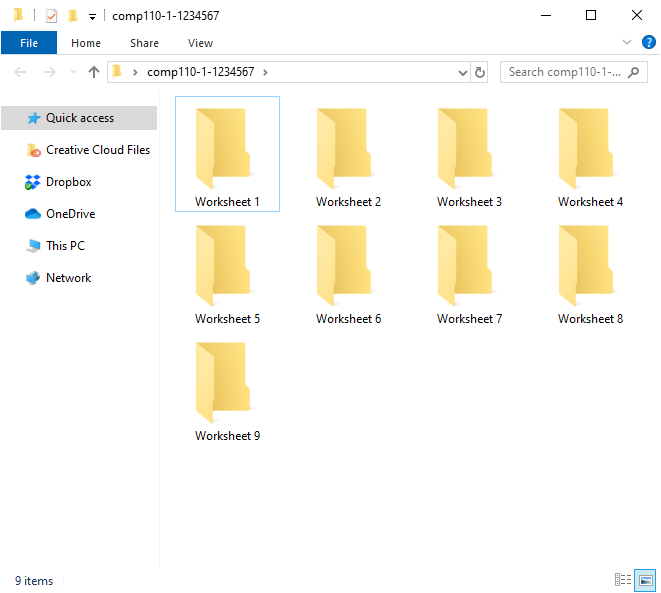 comp110-1-1234567
File Home Share View
comp110-1-1234567
Search comp110-1-...
Quick access
Creative Cloud Files
Dropbox
OneDrive
This PC
Network
Worksheet 1 Worksheet 2 Worksheet 3 Worksheet 4
Worksheet 5 Worksheet 6 Worksheet 7 Worksheet 8
Worksheet 9
9 items